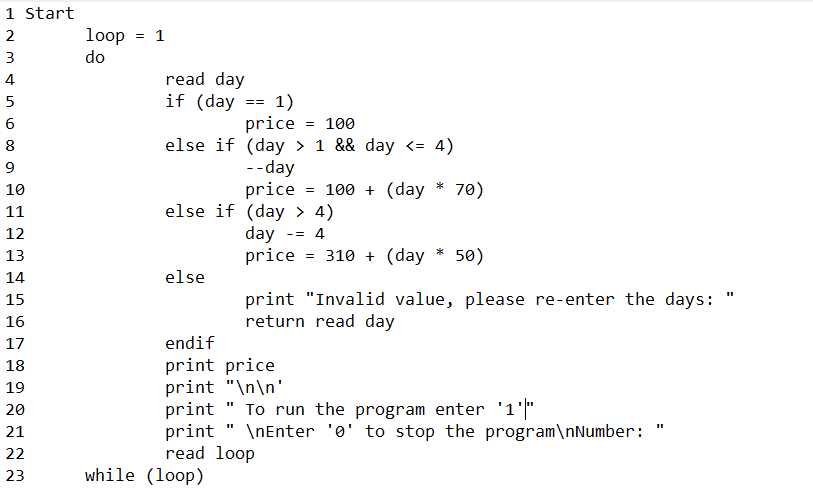 1 Start
2 loop = 1
3 do
4 read day
5 if (day == 1)
6 price = 100
8 else if (day > 1 && day <= 4)
9 --day
10 price = 100 + (day * 70)
11 else if (day > 4)
12 day -= 4
13 price = 310 + (day * 50)
14 else
15 print "Invalid value, please re-enter the days: "
16 return read day
17 endif
18 print price
19 print "\n\n'
20 print " To run the program enter '1'"
21 print " \nEnter '0' to stop the program\nNumber: "
22 read loop
23 while (loop)